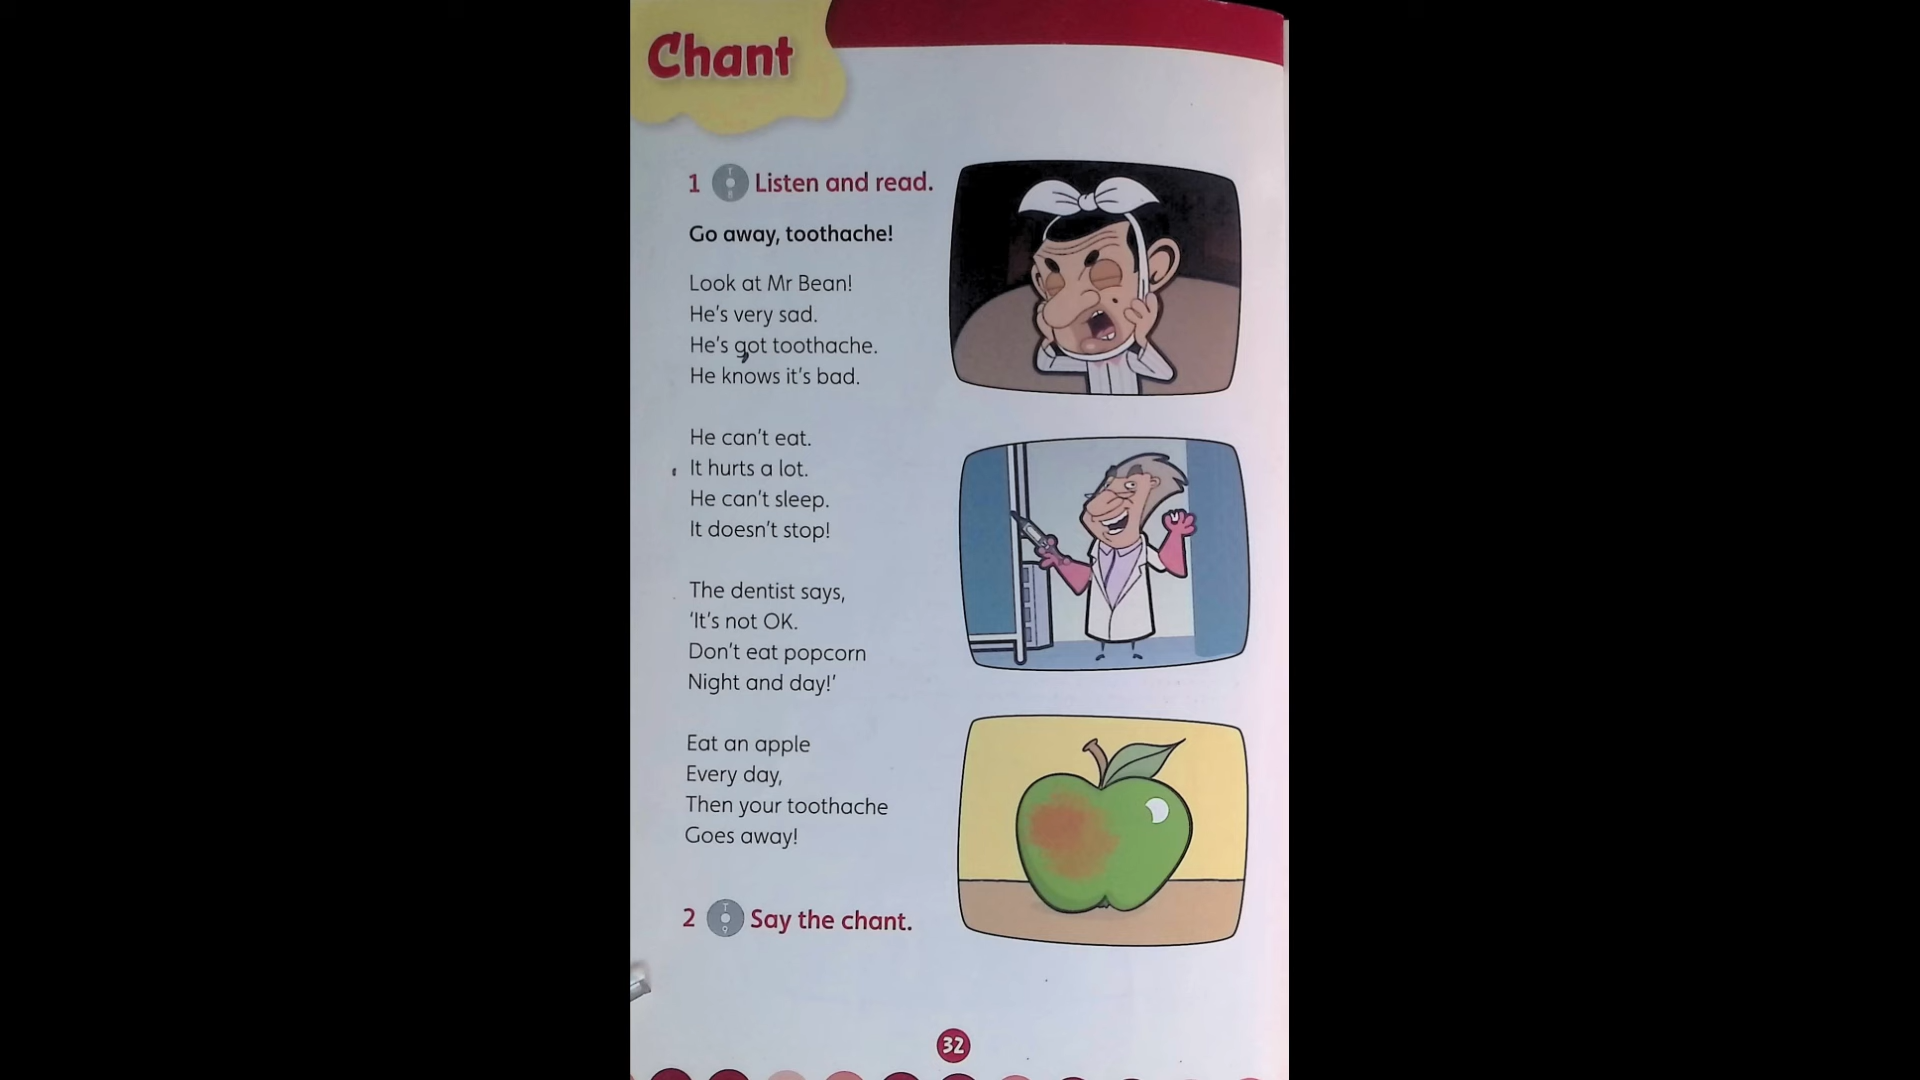 Chant
1 Listen and read.
Go away, toothache!
Look at Mr Bean!
He's very sad.
He's got toothache.
He knows it's bad.
He can't eat.
It hurts a lot.
He can't sleep.
It doesn't stop!
The dentist says,
'It's not OK.
Don't eat popcorn
Night and day!'
Eat an apple
Every day,
Then your toothache
Goes away!
2 Say the chant.
32